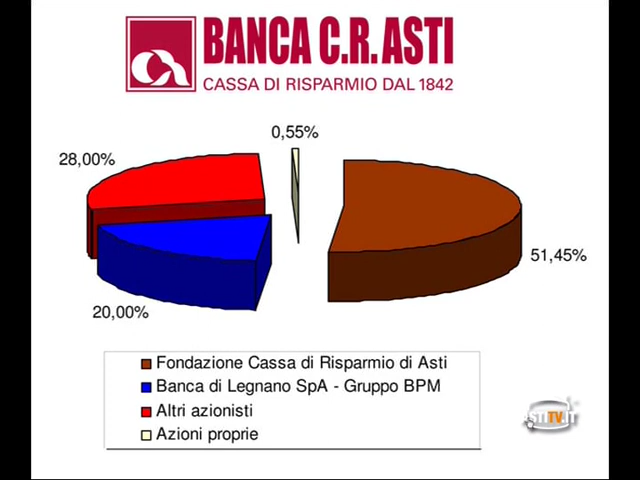 BANCA C.R.ASTI
CASSA DI RISPARMIO DAL 1842
0,55%
28,00%
51,45%
20,00%
Fondazione Cassa di Risparmio di Asti
Banca di Legnano SpA - Gruppo BPM
Altri azionisti
Azioni proprie
ASTITV.IT